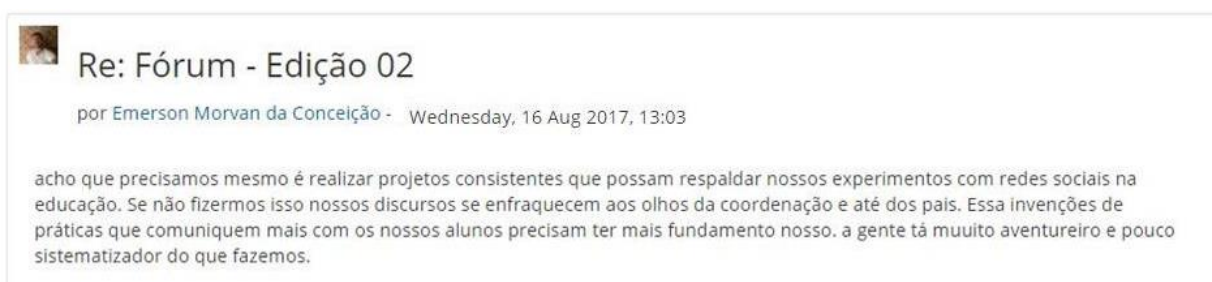 Re: Fórum - Edição 02
por Emerson Morvan da Conceição - Wednesday, 16 Aug 2017, 13:03
acho que precisamos mesmo é realizar projetos consistentes que possam respaldar nossos experimentos com redes sociais na
educação. Se não fizermos isso nossos discursos se enfraquecem aos olhos da coordenação e até dos pais. Essa invenções de
práticas que comuniquem mais com os nossos alunos precisam ter mais fundamento nosso. a gente tá muuito aventureiro e pouco
sistematizador do que fazemos.